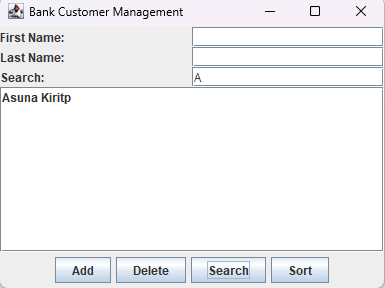 Bank Customer Management
First Name:
Last Name:
Search: A
Asuna Kiritp
Add Delete Search Sort